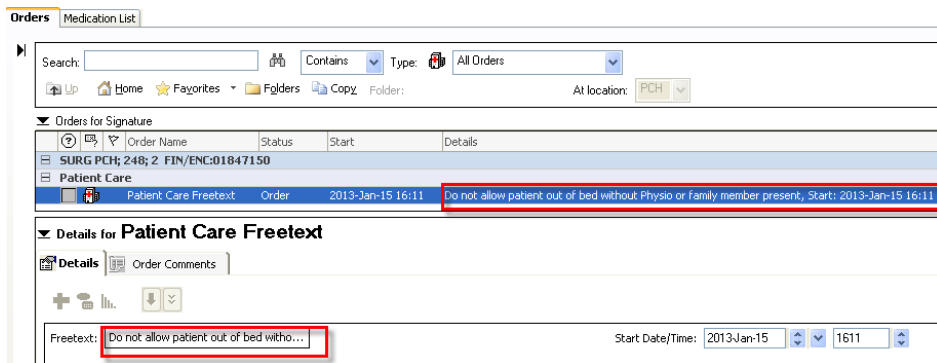 Orders Medication List
Search: Contains Type: All Orders
Up Home Favorites Folders Copy Folder: At location: PCH
Orders for Signature
Order Name Status Start Details
SURG PCH; 248; 2 FIN/ENC:01847150
Patient Care
Patient Care Freetext Order 2013-Jan-15 16:11 Do not allow patient out of bed without Physio or family member present, Start: 2013-Jan-15 16:11
Details for Patient Care Freetext
Details Order Comments
Freetext: Do not allow patient out of bed witho... Start Date/Time: 2013-Jan-15 1611